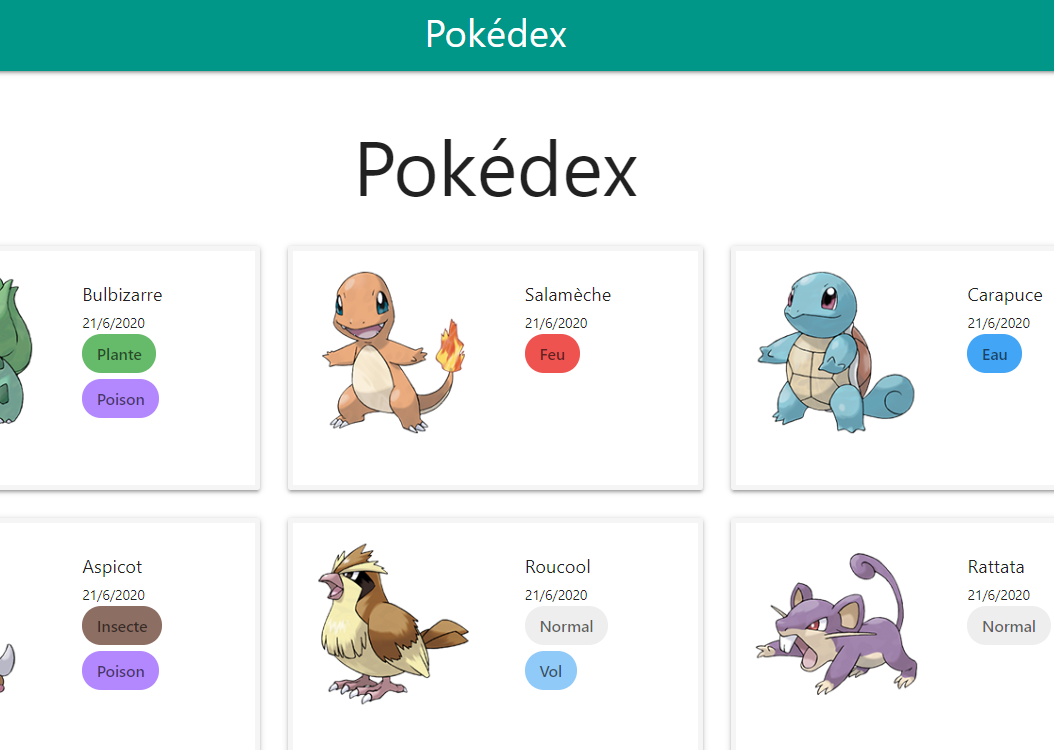 Pokédex
Pokédex
Bulbizarre
21/6/2020
Plante
Poison
Salamèche
21/6/2020
Feu
Carapuce
21/6/2020
Eau
Aspicot
21/6/2020
Insecte
Poison
Roucool
21/6/2020
Normal
Vol
Rattata
21/6/2020
Normal